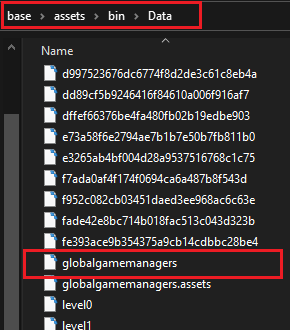 base > assets > bin > Data
Name
d997523676dc6774f8d2de3c61c8eb4a
dd89cf5b9246416f84610a006f916af7
dffef66376be4fa480fb02b19edbe903
e73a58f6e2794ae7b1b7e50b7fb811b0
e3265ab4bf004d28a9537516768c1c75
f7ada0af4f174f0694ca6a487b8f543d
f952c082cb03451daed3ee968ac6c63e
fade42e8bc714b018fac513c043d323b
fe393ace9b354375a9cb14cdbbc28be4
globalgamemanagers
globalgamemanagers.assets
level0
level1